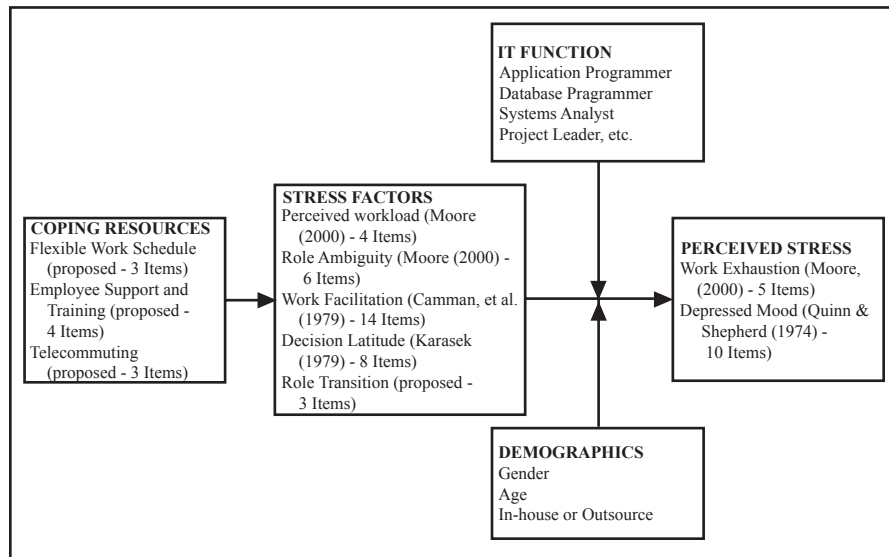 IT FUNCTION
Application Programmer
Database Pragrammer
Systems Analyst
Project Leader, etc.
COPING RESOURCES
Flexible Work Schedule
(proposed - 3 Items)
Employee Support and
Training (proposed -
4 Items)
Telecommuting
(proposed - 3 Items)
STRESS FACTORS
Perceived workload (Moore
(2000) - 4 Items)
Role Ambiguity (Moore (2000) -
6 Items)
Work Facilitation (Camman, et al.
(1979) - 14 Items)
Decision Latitude (Karasek
(1979) - 8 Items)
Role Transition (proposed -
3 Items)
PERCEIVED STRESS
Work Exhaustion (Moore,
(2000) - 5 Items)
Depressed Mood (Quinn &
Shepherd (1974) -
10 Items)
DEMOGRAPHICS
Gender
Age
In-house or Outsource